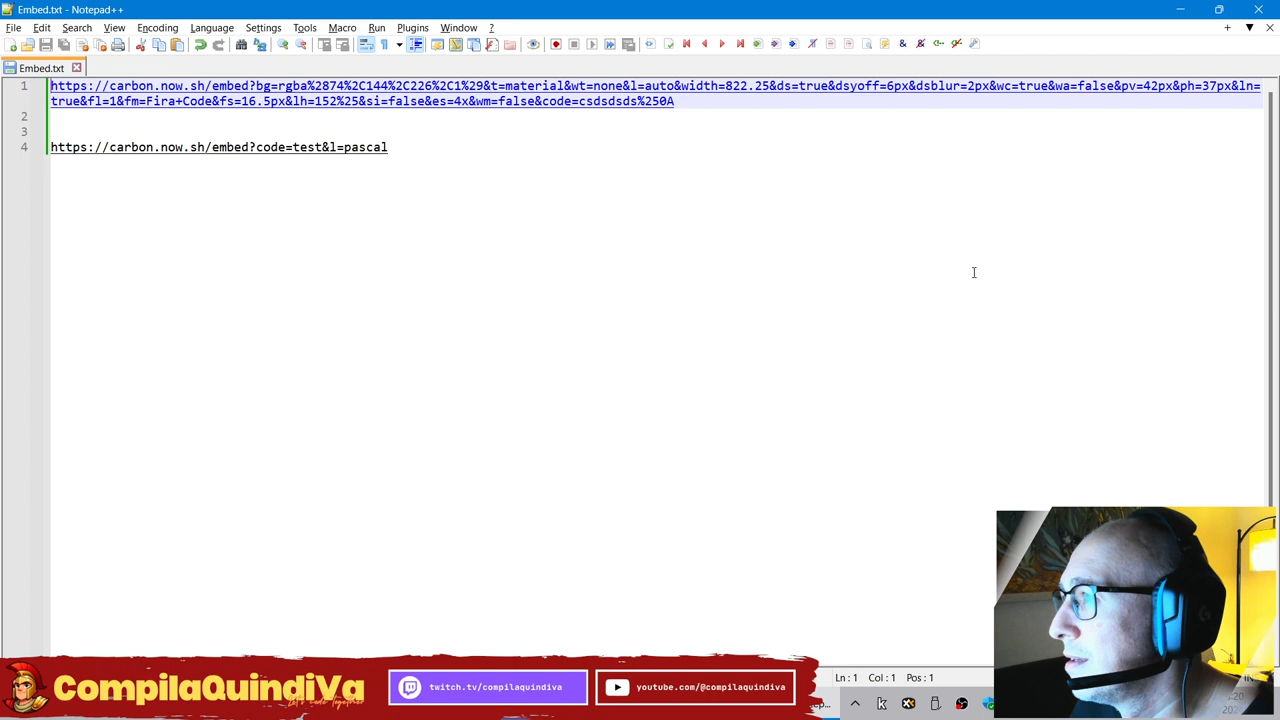 Embed.txt - Notepad++
File Edit Search View Encoding Language Settings Tools Macro Run Plugins Window ?
Embed.txt
1 https://carbon.now.sh/embed?bg=rgba%2874%2C144%2C226%2C1%29&t=material&wt=none&l=auto&width=822.25&ds=true&dsyoff=6px&dsblur=2px&wc=true&wa=false&pv=42px&ph=37px&ln=
true&fl=1&fm=Fira+Code&fs=16.5px&lh=152%25&si=false&es=4x&wm=false&code=csdsdsds%250A
2
3
4 https://carbon.now.sh/embed?code=test&l=pascal
Ln : 1 Col : 1 Pos : 1
CompilaQuindiVa
Let's code together
twitch.tv/compilaquindiva
youtube.com/@compilaquindiva